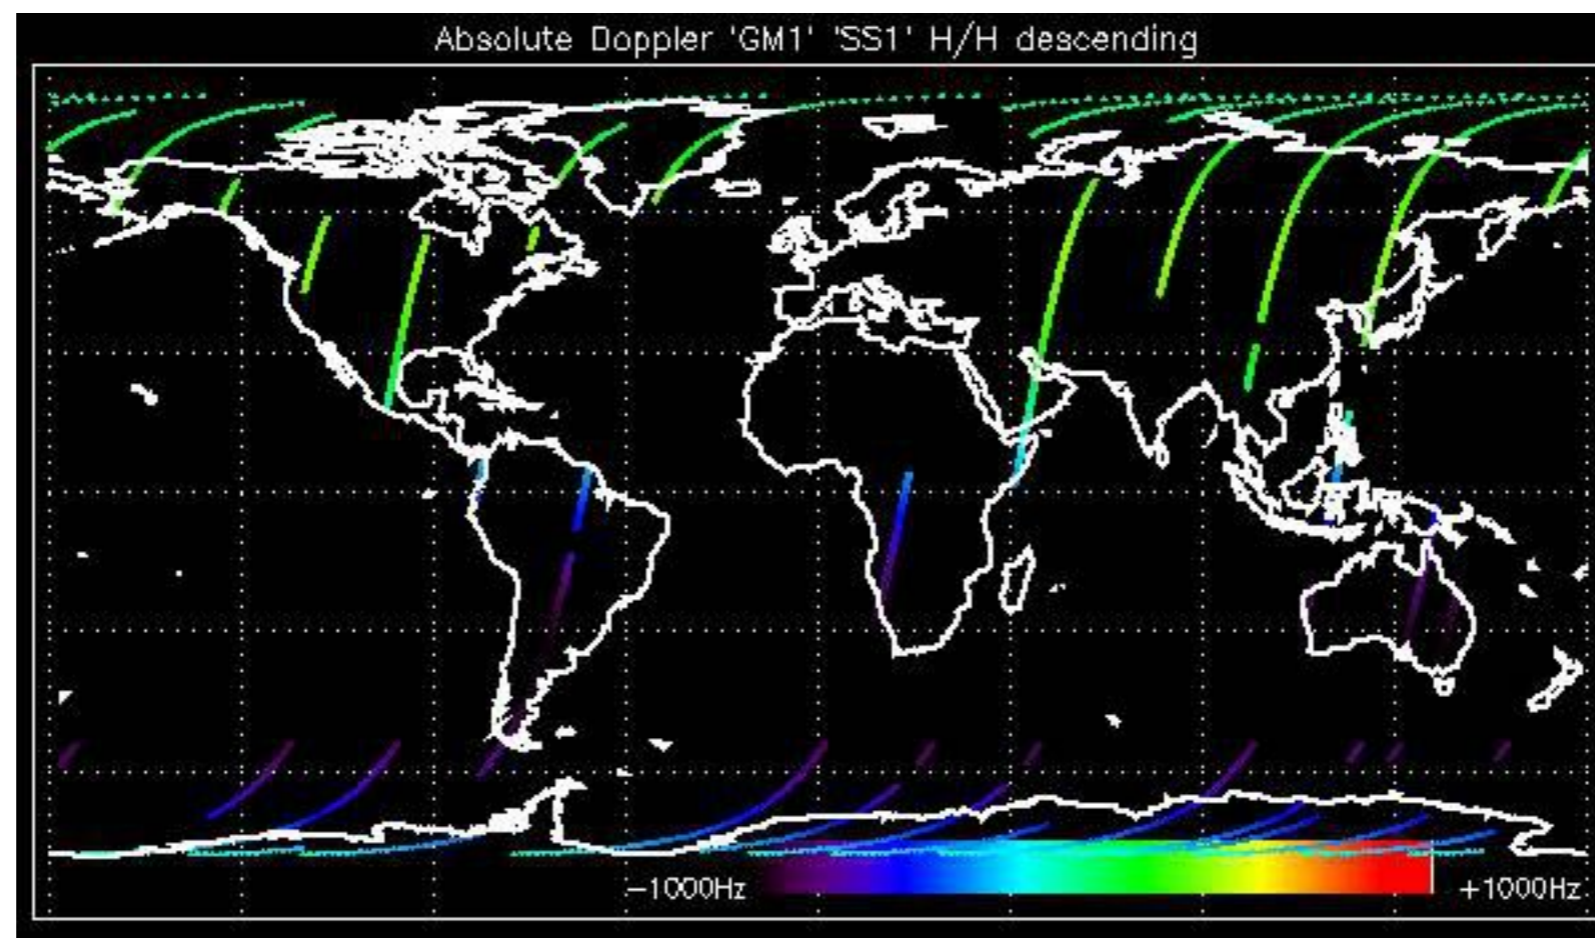 Absolute Doppler 'GM1' 'SS1' H/H descending
-1000Hz
+1000Hz